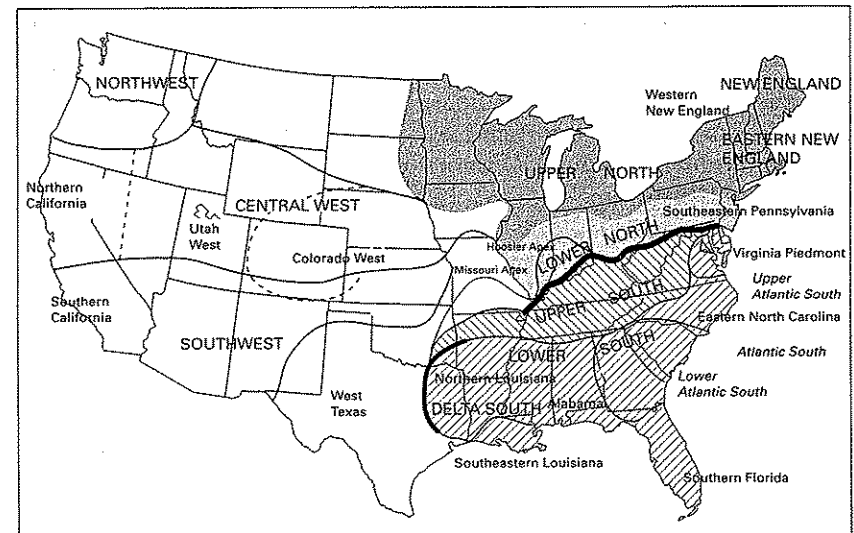 NORTHWEST
NEW ENGLAND
Western
New England
EASTERN NEW
ENGLAND
UPPER NORTH
Northern
California
CENTRAL WEST
Southeastern Pennsylvania
Utah
West
Hoosier Apex
LOWER NORTH
Colorado West
Missouri Apex
Virginia Piedmont
Upper
Atlantic South
Southern
California
UPPER SOUTH
Eastern North Carolina
SOUTHWEST
LOWER SOUTH
Atlantic South
Northern Louisiana
Lower
Atlantic South
West
Texas
DELTA SOUTH
Alabama
Southeastern Louisiana
Southern Florida